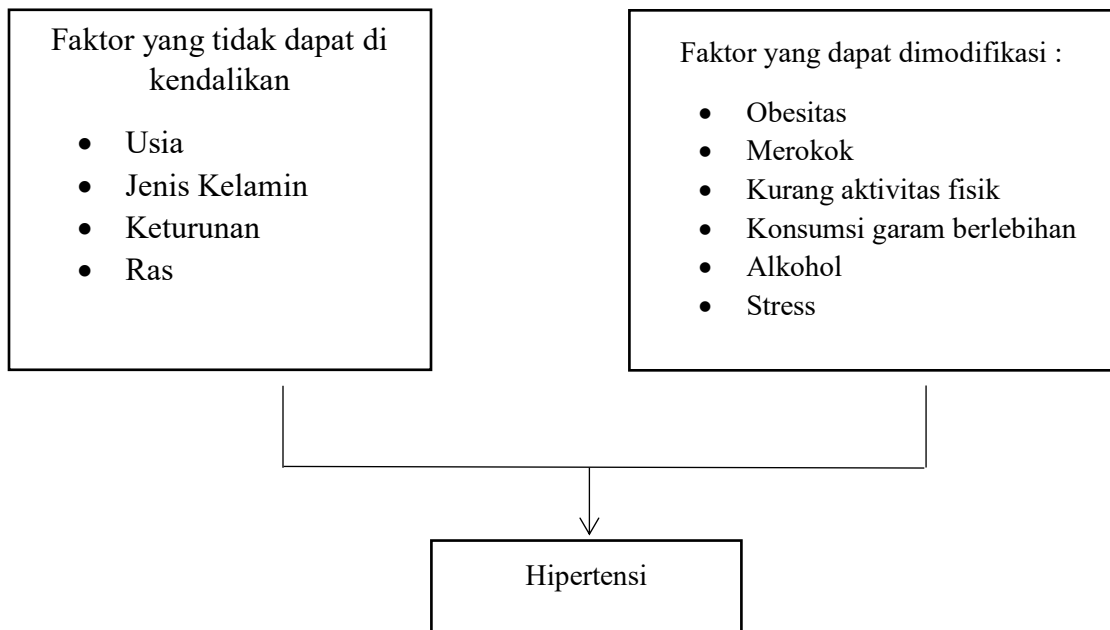 Faktor yang tidak dapat di
kendalikan
• Usia
• Jenis Kelamin
• Keturunan
• Ras
Faktor yang dapat dimodifikasi :
• Obesitas
• Merokok
• Kurang aktivitas fisik
• Konsumsi garam berlebihan
• Alkohol
• Stress
Hipertensi